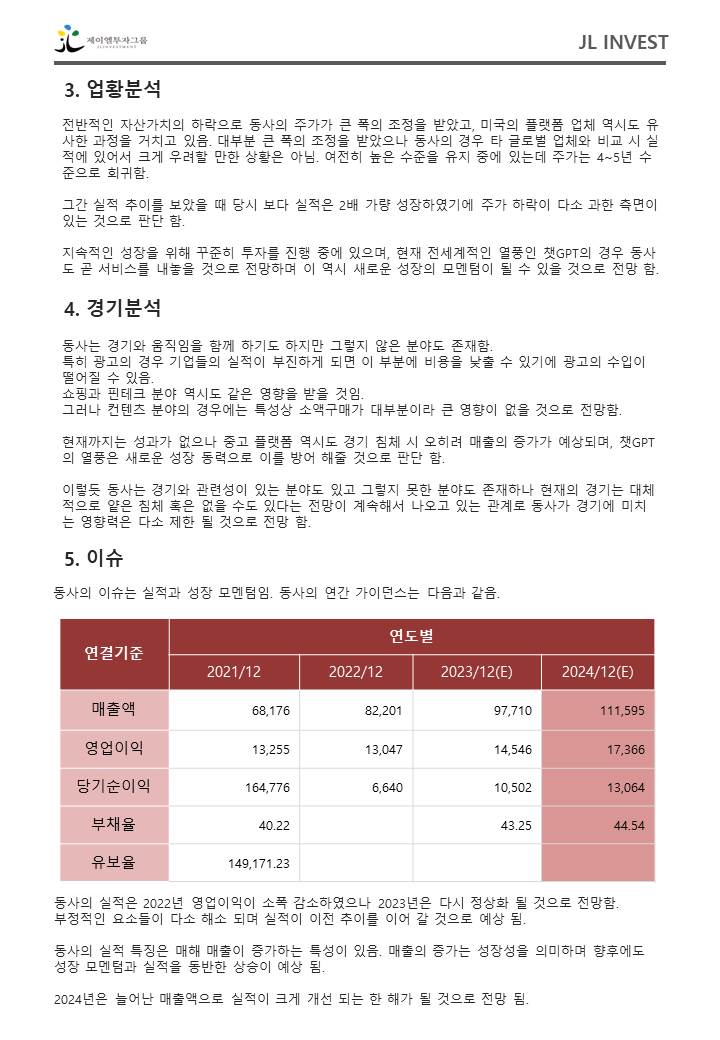 제이엘투자그룹
JLINVESTMENT
JL INVEST
3. 업황분석
전반적인 자산가치의 하락으로 동사의 주가가 큰 폭의 조정을 받았고, 미국의 플랫폼 업체 역시도 유
사한 과정을 거치고 있음. 대부분 큰 폭의 조정을 받았으나 동사의 경우 타 글로벌 업체와 비교 시 실
적에 있어서 크게 우려할 만한 상황은 아님. 여전히 높은 수준을 유지 중에 있는데 주가는 4~5년 수
준으로 회귀함.
그간 실적 추이를 보았을 때 당시 보다 실적은 2배 가량 성장하였기에 주가 하락이 다소 과한 측면이
있는 것으로 판단 함.
지속적인 성장을 위해 꾸준히 투자를 진행 중에 있으며, 현재 전세계적인 열풍인 챗GPT의 경우 동사
도 곧 서비스를 내놓을 것으로 전망하며 이 역시 새로운 성장의 모멘텀이 될 수 있을 것으로 전망 함.
4. 경기분석
동사는 경기와 움직임을 함께 하기도 하지만 그렇지 않은 분야도 존재함.
특히 광고의 경우 기업들의 실적이 부진하게 되면 이 부분에 비용을 낮출 수 있기에 광고의 수입이
떨어질 수 있음.
쇼핑과 핀테크 분야 역시도 같은 영향을 받을 것임.
그러나 컨텐츠 분야의 경우에는 특성상 소액구매가 대부분이라 큰 영향이 없을 것으로 전망함.
현재까지는 성과가 없으나 중고 플랫폼 역시도 경기 침체 시 오히려 매출의 증가가 예상되며, 챗GPT
의 열풍은 새로운 성장 동력으로 이를 방어 해줄 것으로 판단 함.
이렇듯 동사는 경기와 관련성이 있는 분야도 있고 그렇지 못한 분야도 존재하나 현재의 경기는 대체
적으로 얕은 침체 혹은 없을 수도 있다는 전망이 계속해서 나오고 있는 관계로 동사가 경기에 미치
는 영향력은 다소 제한 될 것으로 전망 함.
5. 이슈
동사의 이슈는 실적과 성장 모멘텀임. 동사의 연간 가이던스는 다음과 같음.
연결기준 연도별
2021/12 2022/12 2023/12(E) 2024/12(E)
매출액 68,176 82,201 97,710 111,595
영업이익 13,255 13,047 14,546 17,366
당기순이익 164,776 6,640 10,502 13,064
부채율 40.22 43.25 44.54
유보율 149,171.23
동사의 실적은 2022년 영업이익이 소폭 감소하였으나 2023년은 다시 정상화 될 것으로 전망함.
부정적인 요소들이 다소 해소 되며 실적이 이전 추이를 이어 갈 것으로 예상 됨.
동사의 실적 특징은 매해 매출이 증가하는 특성이 있음. 매출의 증가는 성장성을 의미하며 향후에도
성장 모멘텀과 실적을 동반한 상승이 예상 됨.
2024년은 늘어난 매출액으로 실적이 크게 개선 되는 한 해가 될 것으로 전망 됨.